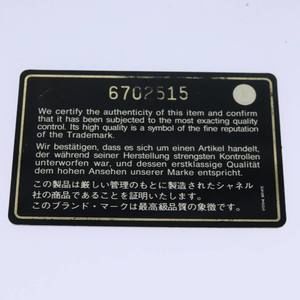 6702515
We certify the authenticity of this item and confirm
that it has been subjected to the most exacting quality
control. Its high quality is a symbol of the fine reputation
of the Trademark.
Wir bestätigen, dass es sich um einen Artikel handelt,
der während seiner Herstellung strengsten Kontrollen
unterworfen war, und dessen erstklassige Qualität
dem hohen Ansehen unserer Marke entspricht.
この製品は厳しい管理のもとに製造されたシャネル
社の商品であることを証明いたします。
このブランド・マークは最高級品質の象徴です。